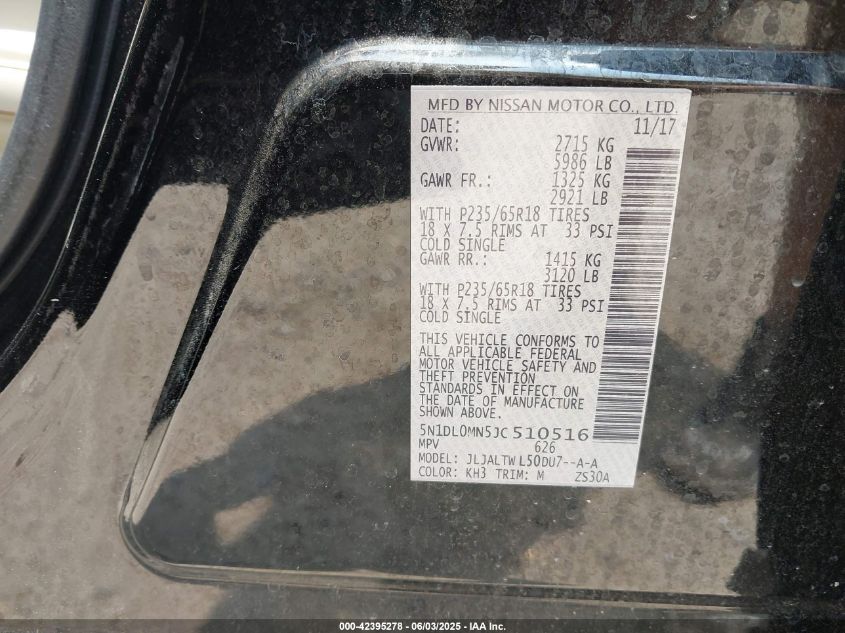 MFD BY NISSAN MOTOR CO., LTD.
DATE: 11/17
GVWR: 2715 KG
5986 LB
GAWR FR.: 1325 KG
2921 LB
WITH P235/65R18 TIRES
18 X 7.5 RIMS AT 33 PSI
COLD SINGLE
GAWR RR.: 1415 KG
3120 LB
WITH P235/65R18 TIRES
18 X 7.5 RIMS AT 33 PSI
COLD SINGLE
THIS VEHICLE CONFORMS TO
ALL APPLICABLE FEDERAL
MOTOR VEHICLE SAFETY AND
THEFT PREVENTION
STANDARDS IN EFFECT ON
THE DATE OF MANUFACTURE
SHOWN ABOVE.
5N1DL0MN5JC510516
MPV 626
MODEL: JLJALTWL50DU7--A-A
COLOR: KH3 TRIM: M ZS30A
000-42395278 - 06/03/2025 - IAA Inc.